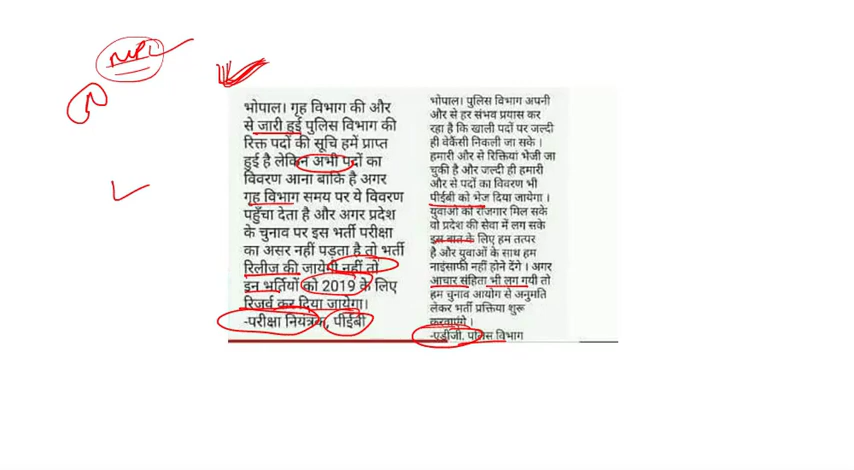 MP
भोपाल। गृह विभाग की और
से जारी हुई पुलिस विभाग की
रिक्त पदों की सूचि हमें प्राप्त
हुई है लेकिन अभी पदों का
विवरण आना बाकि है अगर
गृह विभाग समय पर ये विवरण
पहुँचा देता है और अगर प्रदेश
के चुनाव पर इस भर्ती परीक्षा
का असर नहीं पड़ता है तो भर्ती
रिलीज की जायेगी नहीं तो
इन भर्तियों को 2019 के लिए
रिजर्व कर दिया जायेगा।
-परीक्षा नियत्रक, पीईबी
भोपाल। पुलिस विभाग अपनी
और से हर संभव प्रयास कर
रहा है कि खाली पदों पर जल्दी
ही वेकैंसी निकली जा सके ।
हमारी और से रिक्तियां भेजी जा
चुकी है और जल्दी ही हमारी
और से पदों का विवरण भी
पीईबी को भेज दिया जायेगा ।
युवाओं को रोजगार मिल सके
वो प्रदेश की सेवा में लग सके
इस बात के लिए हम तत्पर
है और युवाओं के साथ हम
नाइंसाफी नहीं होने देंगे । अगर
आचार संहिता भी लग गयी तो
हम चुनाव आयोग से अनुमति
लेकर भर्ती प्रक्तिया शुरू
करवाएंगे ।
-एडीजी. पुलिस विभाग